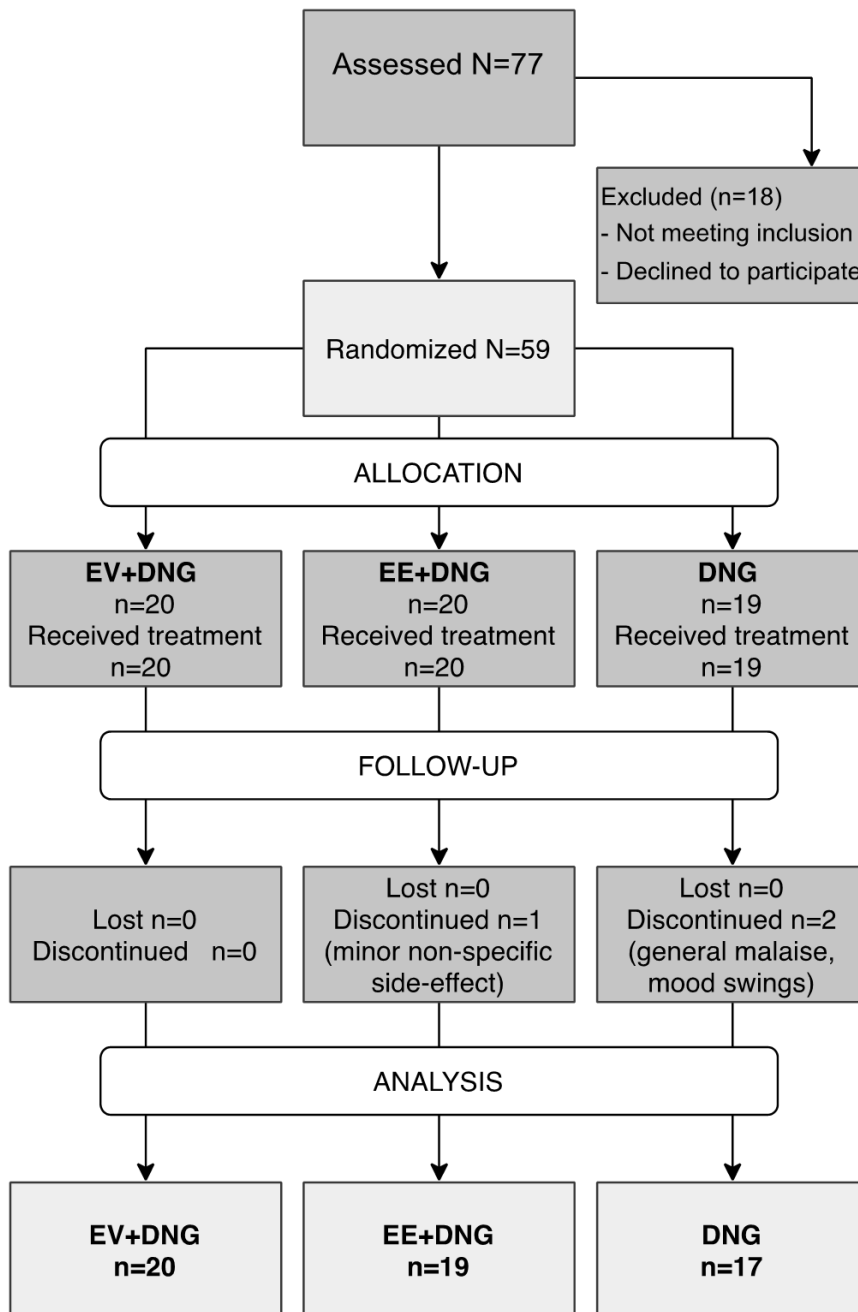 Assessed N=77
Excluded (n=18)
- Not meeting inclusion
- Declined to participate
Randomized N=59
ALLOCATION
EV+DNG
n=20
Received treatment
n=20
EE+DNG
n=20
Received treatment
n=20
DNG
n=19
Received treatment
n=19
FOLLOW-UP
Lost n=0
Discontinued n=0
Lost n=0
Discontinued n=1
(minor non-specific
side-effect)
Lost n=0
Discontinued n=2
(general malaise,
mood swings)
ANALYSIS
EV+DNG
n=20
EE+DNG
n=19
DNG
n=17